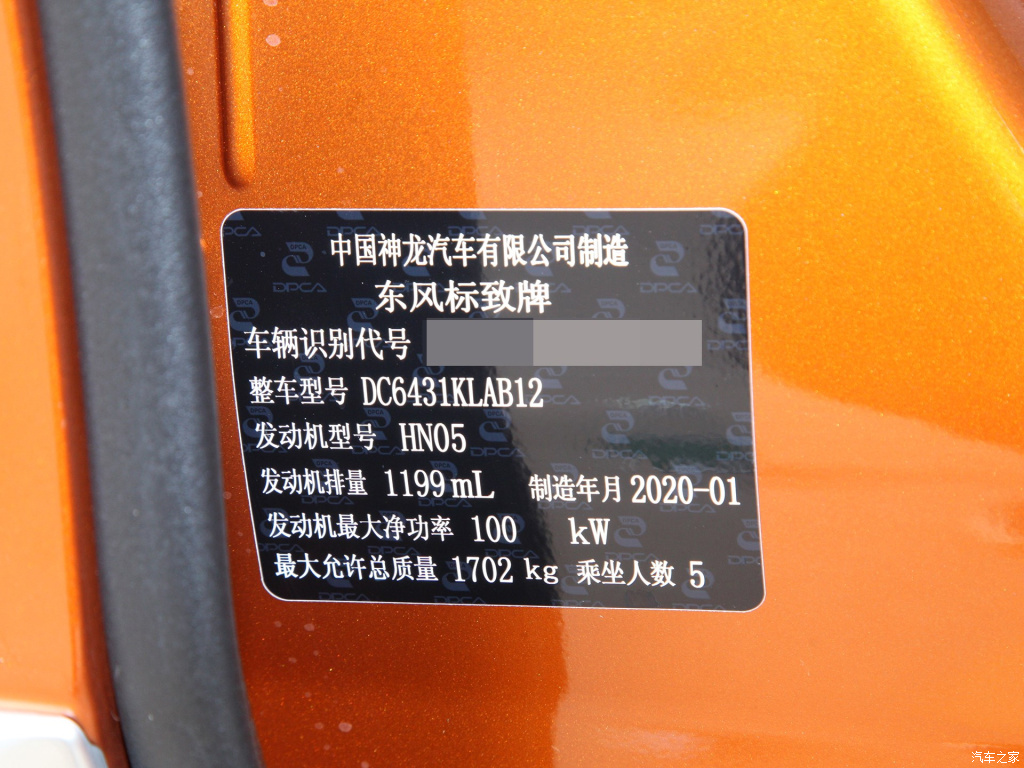 中国神龙汽车有限公司制造
东风标致牌
车辆识别代号
整车型号 DC6431KLAB12
发动机型号 HN05
发动机排量 1199 mL 制造年月 2020-01
发动机最大净功率 100 kW
最大允许总质量 1702 kg 乘坐人数 5
DPCA
汽车之家